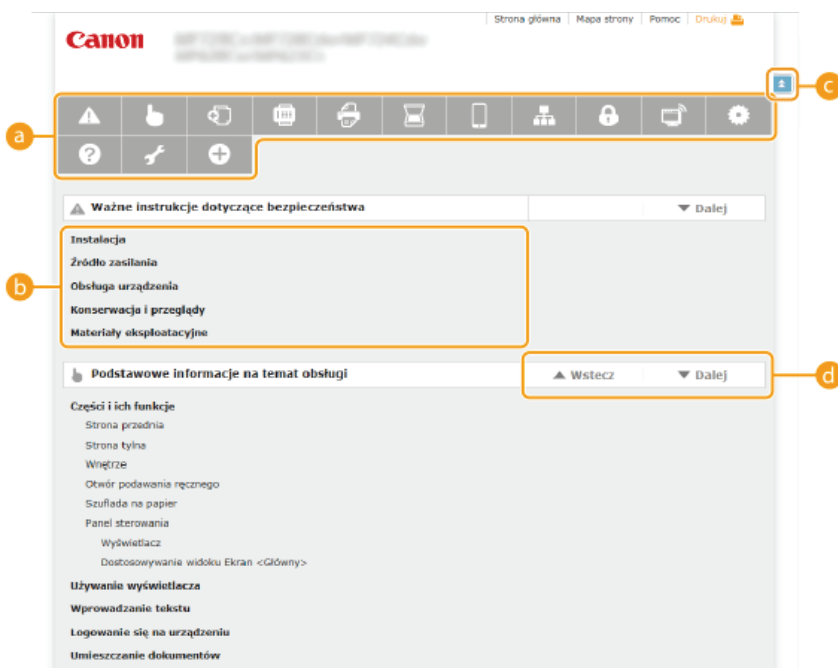 Strona główna Mapa strony Pomoc Drukuj
Canon
c
a
Ważne instrukcje dotyczące bezpieczeństwa Dalej
Instalacja
Źródło zasilania
b
Obsługa urządzenia
Konserwacja i przeglądy
Materiały eksploatacyjne
Podstawowe informacje na temat obsługi Wstecz Dalej
d
Części i ich funkcje
Strona przednia
Strona tylna
Wnętrze
Otwór podawania ręcznego
Szuflada na papier
Panel sterowania
Wyświetlacz
Dostosowywanie widoku Ekran <Główny>
Używanie wyświetlacza
Wprowadzanie tekstu
Logowanie się na urządzeniu
Umieszczanie dokumentów